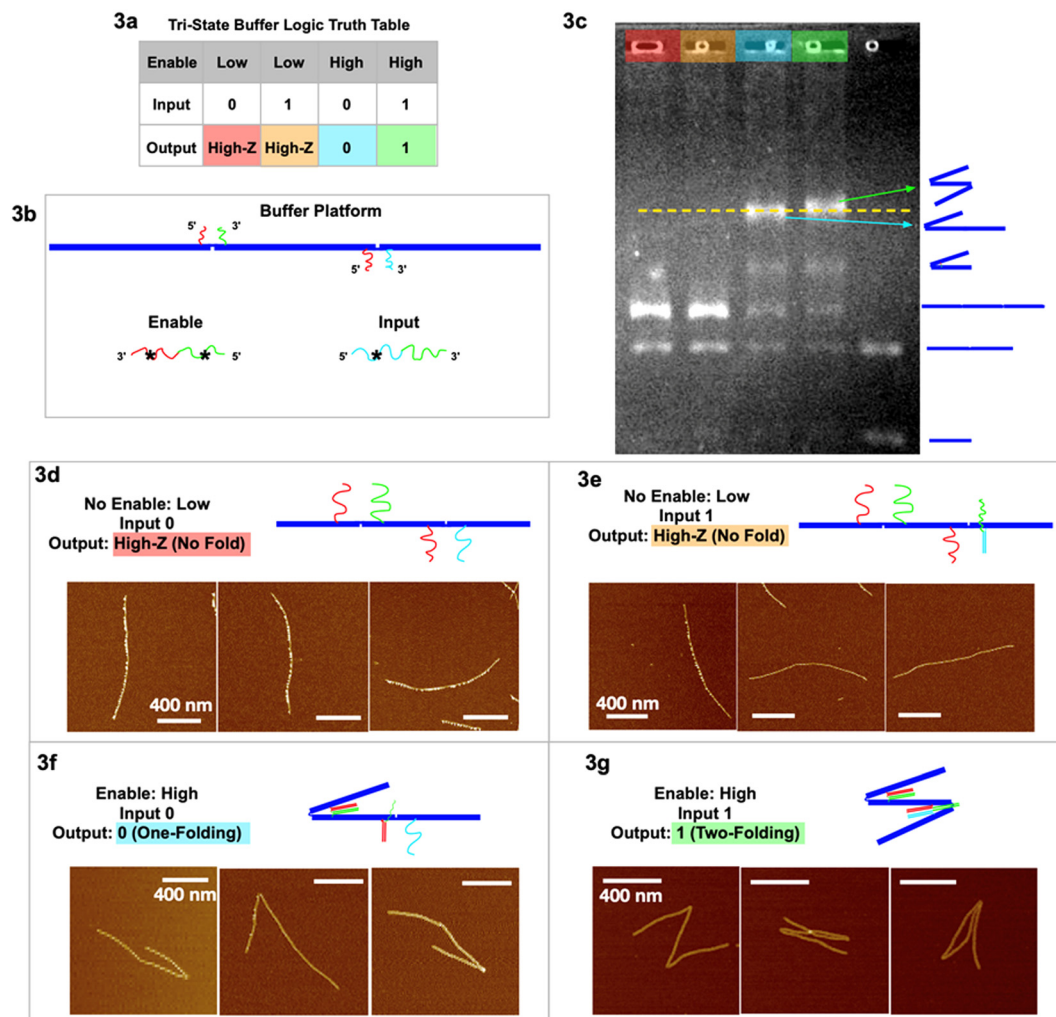 3a
Tri-State Buffer Logic Truth Table
Enable Low Low High High
Input 0 1 0 1
Output High-Z High-Z 0 1
3b
Buffer Platform
5' 3'
5' 3'
Enable Input
3' * * 5' 5' * 3'
3c
3d
No Enable: Low
Input 0
Output: High-Z (No Fold)
400 nm
3e
No Enable: Low
Input 1
Output: High-Z (No Fold)
400 nm
3f
Enable: High
Input 0
Output: 0 (One-Folding)
400 nm
3g
Enable: High
Input 1
Output: 1 (Two-Folding)
400 nm